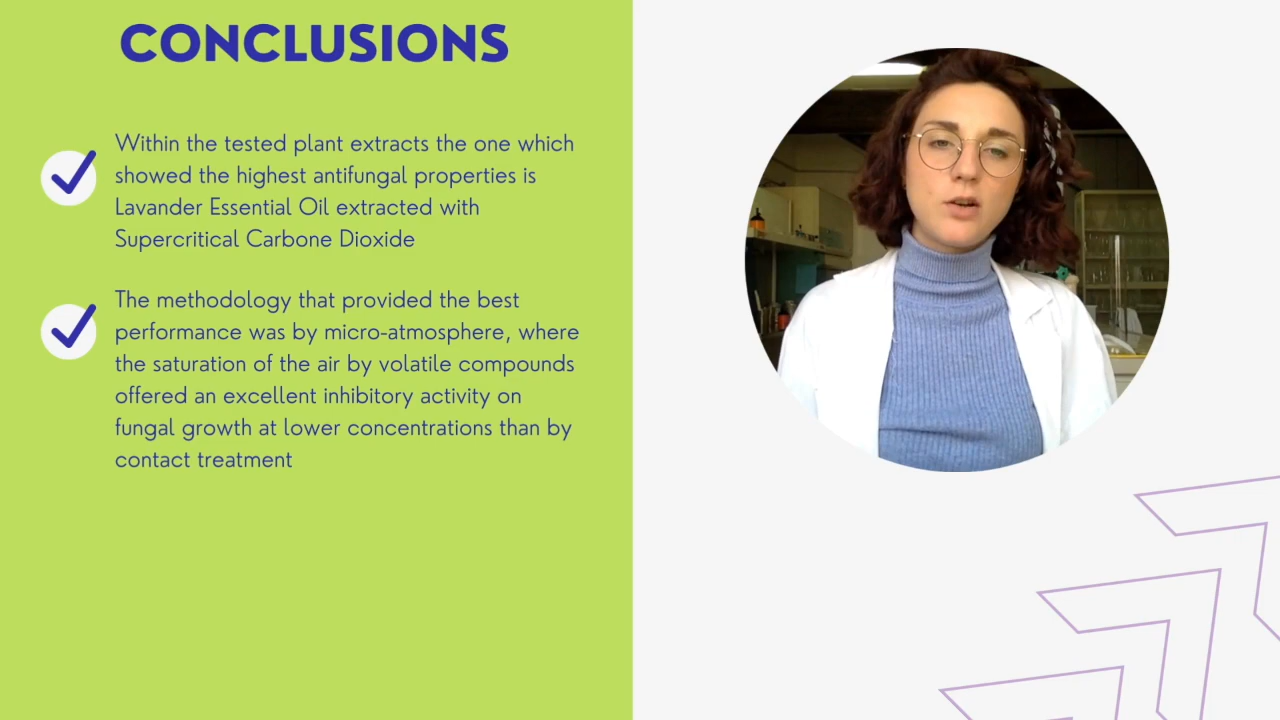 CONCLUSIONS
Within the tested plant extracts the one which
showed the highest antifungal properties is
Lavander Essential Oil extracted with
Supercritical Carbone Dioxide
The methodology that provided the best
performance was by micro-atmosphere, where
the saturation of the air by volatile compounds
offered an excellent inhibitory activity on
fungal growth at lower concentrations than by
contact treatment